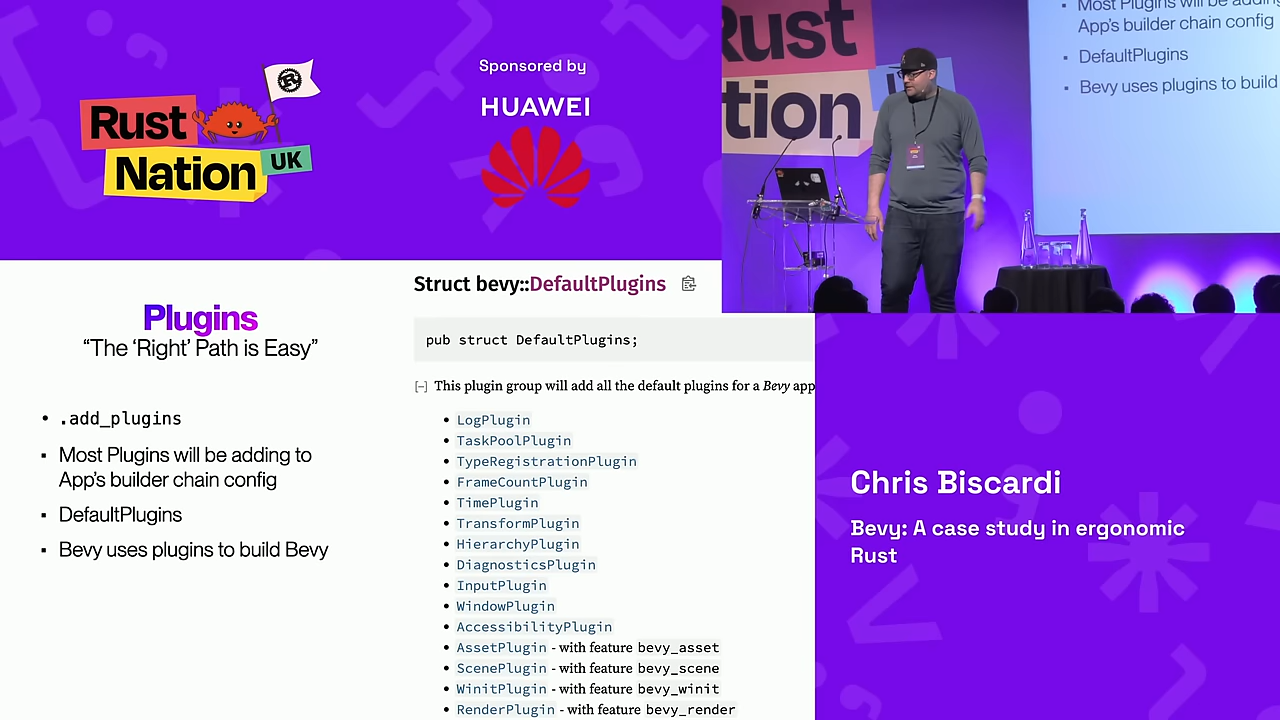 Rust
Nation
UK
Sponsored by
HUAWEI
Rust
tion
U
Most Plugins will be adding
App's builder chain config
DefaultPlugins
Bevy uses plugins to build
Plugins
“The ‘Right’ Path is Easy”
.add_plugins
Most Plugins will be adding to
App's builder chain config
DefaultPlugins
Bevy uses plugins to build Bevy
Struct bevy::DefaultPlugins
pub struct DefaultPlugins;
[–] This plugin group will add all the default plugins for a Bevy app
LogPlugin
TaskPoolPlugin
TypeRegistrationPlugin
FrameCountPlugin
TimePlugin
TransformPlugin
HierarchyPlugin
DiagnosticsPlugin
InputPlugin
WindowPlugin
AccessibilityPlugin
AssetPlugin - with feature bevy_asset
ScenePlugin - with feature bevy_scene
WinitPlugin - with feature bevy_winit
RenderPlugin - with feature bevy_render
Chris Biscardi
Bevy: A case study in ergonomic
Rust